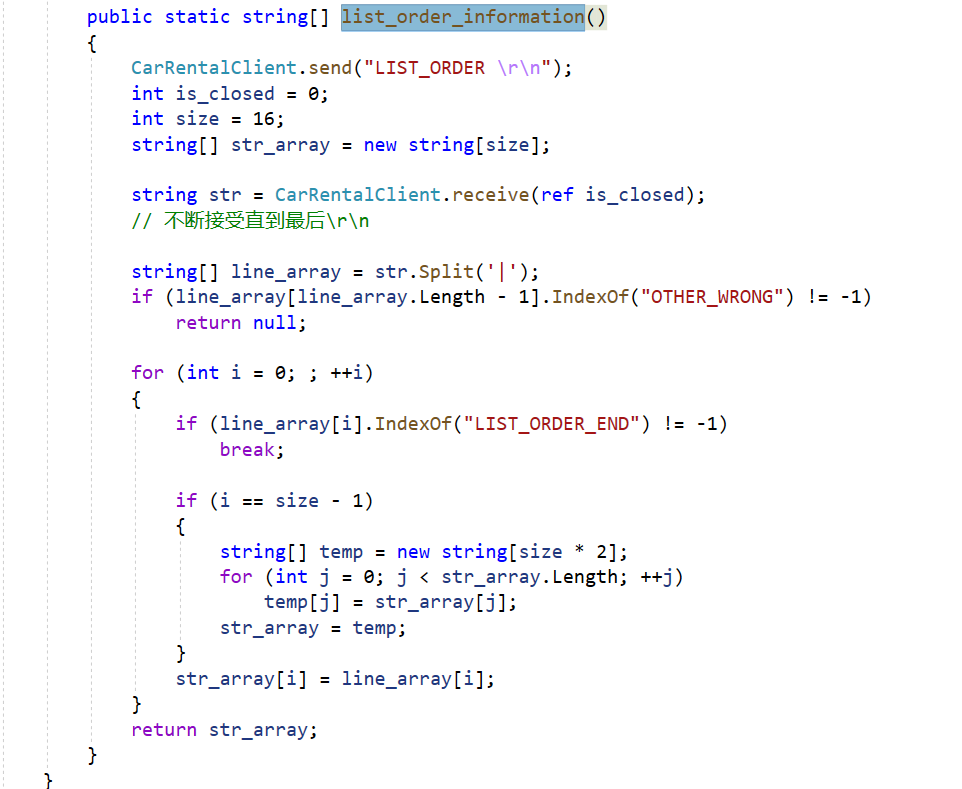 public static string[] list_order_information()
{
CarRentalClient.send("LIST_ORDER \r\n");
int is_closed = 0;
int size = 16;
string[] str_array = new string[size];
string str = CarRentalClient.receive(ref is_closed);
// 不断接受直到最后\r\n
string[] line_array = str.Split('|');
if (line_array[line_array.Length - 1].IndexOf("OTHER_WRONG") != -1)
return null;
for (int i = 0; ; ++i)
{
if (line_array[i].IndexOf("LIST_ORDER_END") != -1)
break;
if (i == size - 1)
{
string[] temp = new string[size * 2];
for (int j = 0; j < str_array.Length; ++j)
temp[j] = str_array[j];
str_array = temp;
}
str_array[i] = line_array[i];
}
return str_array;
}
}